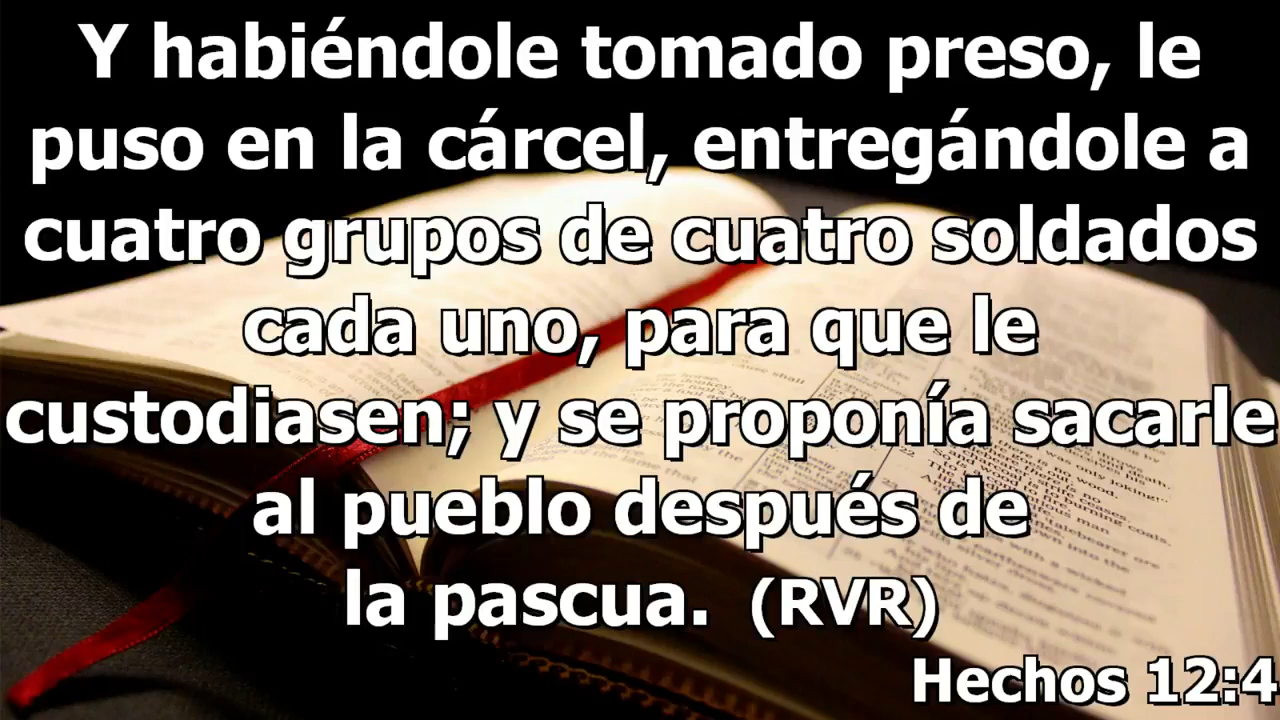 Y habiéndole tomado preso, le
puso en la cárcel, entregándole a
cuatro grupos de cuatro soldados
cada uno, para que le
custodiasen; y se proponía sacarle
al pueblo después de
la pascua. (RVR)
Hechos 12:4